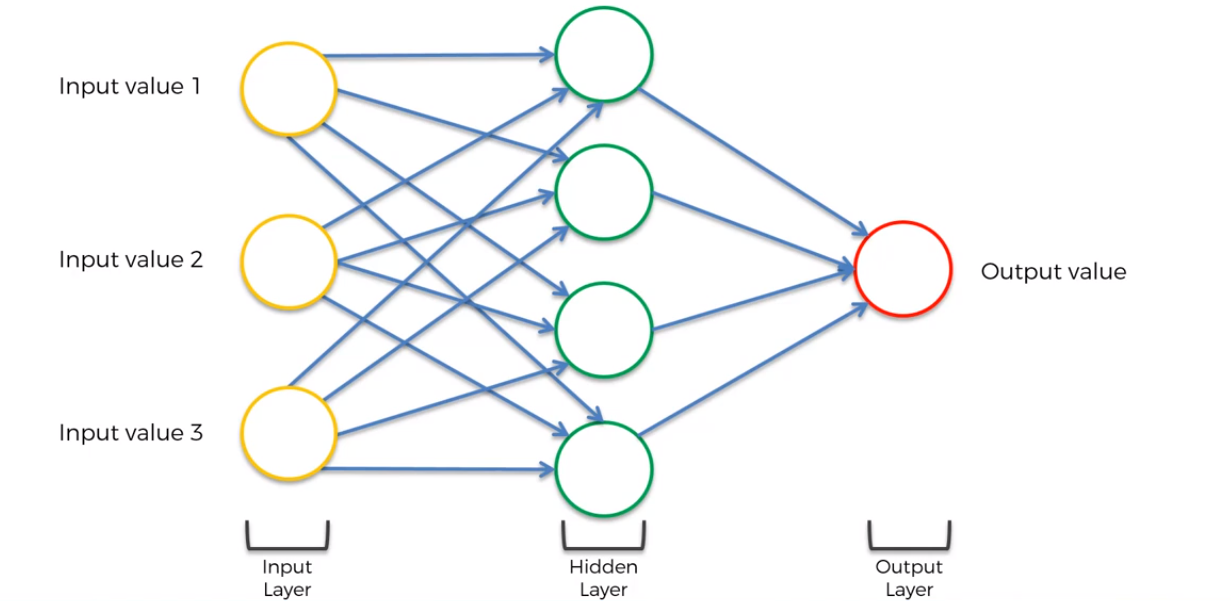 Input value 1
Input value 2
Input value 3
Output value
Input
Layer
Hidden
Layer
Output
Layer